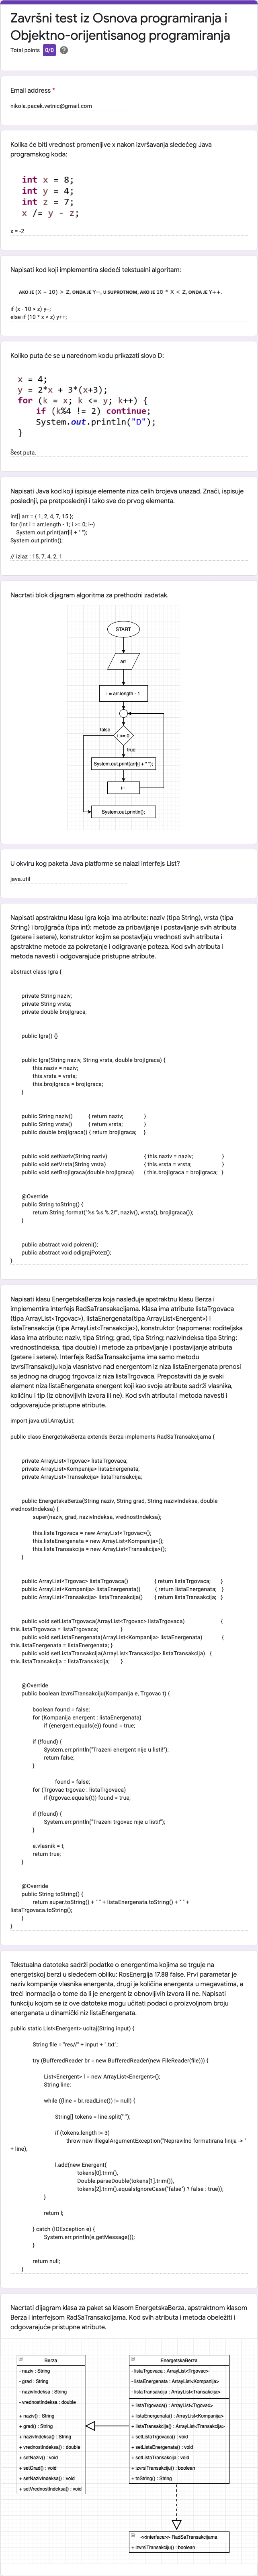 Završni test iz Osnova programiranja i
Objektno-orijentisanog programiranja
Total points 0/0
Email address *
nikola.pacek.vetnic@gmail.com
Kolika će biti vrednost promenljive x nakon izvršavanja sledećeg Java
programskog koda:
int x = 8;
int y = 4;
int z = 7;
x /= y - z;
x = -2
Napisati kod koji implementira sledeći tekstualni algoritam:
AKO JE (X − 10) > Z, ONDA JE Y--, U SUPROTNOM, AKO JE 10 * X < Z, ONDA JE Y++.
if (x - 10 > z) y--;
else if (10 * x < z) y++;
Koliko puta će se u narednom kodu prikazati slovo D:
x = 4;
y = 2*x + 3*(x+3);
for (k = x; k <= y; k++) {
if (k%4 != 2) continue;
System.out.println("D");
}
Šest puta.
Napisati Java kod koji ispisuje elemente niza celih brojeva unazad. Znači, ispisuje
poslednji, pa pretposlednji i tako sve do prvog elementa.
int[] arr = { 1, 2, 4, 7, 15 };
for (int i = arr.length - 1; i >= 0; i--)
System.out.print(arr[i] + " ");
System.out.println();
// izlaz : 15, 7, 4, 2, 1
Nacrtati blok dijagram algoritma za prethodni zadatak.
START
arr
i = arr.length - 1
false
i >= 0
true
System.out.print(arr[i] + " ");
i--
System.out.println();
U okviru kog paketa Java platforme se nalazi interfejs List?
java.util
Napisati apstraktnu klasu Igra koja ima atribute: naziv (tipa String), vrsta (tipa
String) i brojIgrača (tipa int); metode za pribavljanje i postavljanje svih atributa
(getere i setere), konstruktor kojim se postavljaju vrednosti svih atributa i
apstraktne metode za pokretanje i odigravanje poteza. Kod svih atributa i
metoda navesti i odgovarajuće pristupne atribute.
abstract class Igra {
private String naziv;
private String vrsta;
private double brojIgraca;
public Igra() {}
public Igra(String naziv, String vrsta, double brojIgraca) {
this.naziv = naziv;
this.vrsta = vrsta;
this.brojIgraca = brojIgraca;
}
public String naziv() { return naziv; }
public String vrsta() { return vrsta; }
public double brojIgraca() { return brojIgraca; }
public void setNaziv(String naziv) { this.naziv = naziv; }
public void setVrsta(String vrsta) { this.vrsta = vrsta; }
public void setBrojIgraca(double brojIgraca) { this.brojIgraca = brojIgraca; }
@Override
public String toString() {
return String.format("%s %s %.2f", naziv(), vrsta(), brojIgraca());
}
public abstract void pokreni();
public abstract void odigrajPotez();
}
Napisati klasu EnergetskaBerza koja nasleđuje apstraktnu klasu Berza i
implementira interfejs RadSaTransakacijama. Klasa ima atribute listaTrgovaca
(tipa ArrayList<Trgovac>), listaEnergenata(tipa ArrayList<Energent>) i
listaTransakcija (tipa ArrayList<Transakcija>), konstruktor (napomena: roditeljska
klasa ima atribute: naziv, tipa String; grad, tipa String; nazivIndeksa tipa String;
vrednostIndeksa, tipa double) i metode za pribavljanje i postavljanje atributa
(getere i setere). Interfejs RadSaTransakcijama ima samo metodu
izvrsiTransakciju koja vlasnistvo nad energentom iz niza listaEnergenata prenosi
sa jednog na drugog trgovca iz niza listaTrgovaca. Pretpostaviti da je svaki
element niza listaEnergenata energent koji kao svoje atribute sadrži vlasnika,
količinu i tip (iz obnovljivih izvora ili ne). Kod svih atributa i metoda navesti i
odgovarajuće pristupne atribute.
import java.util.ArrayList;
public class EnergetskaBerza extends Berza implements RadSaTransakcijama {
private ArrayList<Trgovac> listaTrgovaca;
private ArrayList<Kompanija> listaEnergenata;
private ArrayList<Transakcija> listaTransakcija;
public EnergetskaBerza(String naziv, String grad, String nazivIndeksa, double
vrednostIndeksa) {
super(naziv, grad, nazivIndeksa, vrednostIndeksa);
this.listaTrgovaca = new ArrayList<Trgovac>();
this.listaEnergenata = new ArrayList<Kompanija>();
this.listaTransakcija = new ArrayList<Transakcija>();
}
public ArrayList<Trgovac> listaTrgovaca() { return listaTrgovaca; }
public ArrayList<Kompanija> listaEnergenata() { return listaEnergenata; }
public ArrayList<Transakcija> listaTransakcija() { return listaTransakcija; }
public void setListaTrgovaca(ArrayList<Trgovac> listaTrgovaca) {
this.listaTrgovaca = listaTrgovaca; }
public void setListaEnergenata(ArrayList<Kompanija> listaEnergenata) {
this.listaEnergenata = listaEnergenata; }
public void setListaTransakcija(ArrayList<Transakcija> listaTransakcija) {
this.listaTransakcija = listaTransakcija; }
@Override
public boolean izvrsiTransakciju(Kompanija e, Trgovac t) {
boolean found = false;
for (Kompanija energent : listaEnergenata)
if (energent.equals(e)) found = true;
if (!found) {
System.err.println("Trazeni energent nije u listi!");
return false;
}
found = false;
for (Trgovac trgovac : listaTrgovaca)
if (trgovac.equals(t)) found = true;
if (!found) {
System.err.println("Trazeni trgovac nije u listi!");
}
e.vlasnik = t;
return true;
}
@Override
public String toString() {
return super.toString() + " " + listaEnergenata.toString() + " " +
listaTrgovaca.toString();
}
}
Tekstualna datoteka sadrži podatke o energentima kojima se trguje na
energetskoj berzi u sledećem obliku: RosEnergija 17.88 false. Prvi parametar je
naziv kompanije vlasnika energenta, drugi je količina energenta u megavatima, a
treći inormacija o tome da li je energent iz obnovljivih izvora ili ne. Napisati
funkciju kojom se iz ove datoteke mogu učitati podaci o proizvoljnom broju
energenata u dinamički niz listaEnergenata.
public static List<Energent> ucitaj(String input) {
String file = "res//" + input + ".txt";
try (BufferedReader br = new BufferedReader(new FileReader(file))) {
List<Energent> l = new ArrayList<Energent>();
String line;
while ((line = br.readLine()) != null) {
String[] tokens = line.split(" ");
if (tokens.length != 3)
throw new IllegalArgumentException("Nepravilno formatirana linija -> "
+ line);
l.add(new Energent(
tokens[0].trim(),
Double.parseDouble(tokens[1].trim()),
tokens[2].trim().equalsIgnoreCase("false") ? false : true));
}
return l;
} catch (IOException e) {
System.err.println(e.getMessage());
}
return null;
}
Nacrtati dijagram klasa za paket sa klasom EnergetskaBerza, apstraktnom klasom
Berza i interfejsom RadSaTransakcijama. Kod svih atributa i metoda obeležiti i
odgovarajuće pristupne atribute.
Berza
- naziv : String
- grad : String
- nazivIndeksa : String
- vrednostIndeksa : double
+ naziv() : String
+ grad() : String
+ nazivIndeksa() : String
+ vrednostIndeksa() : double
+ setNaziv() : void
+ setGrad() : void
+ setNazivIndeksa() : void
+ setVrednostIndeksa() : void
EnergetskaBerza
- listaTrgovaca : ArrayList<Trgovac>
- listaEnergenata : ArrayList<Kompanija>
- listaTransakcija : ArrayList<Transakcija>
+ listaTrgovaca() : ArrayList<Trgovac>
+ listaEnergenata() : ArrayList<Kompanija>
+ listaTransakcija() : ArrayList<Transakcija>
+ setListaTrgovaca() : void
+ setListaEnergenata() : void
+ setListaTransakcija : void
+ izvrsiTransakciju() : boolean
+ toString() : String
<<interface>> RadSaTransakcijama
+ izvrsiTransakciju() : boolean